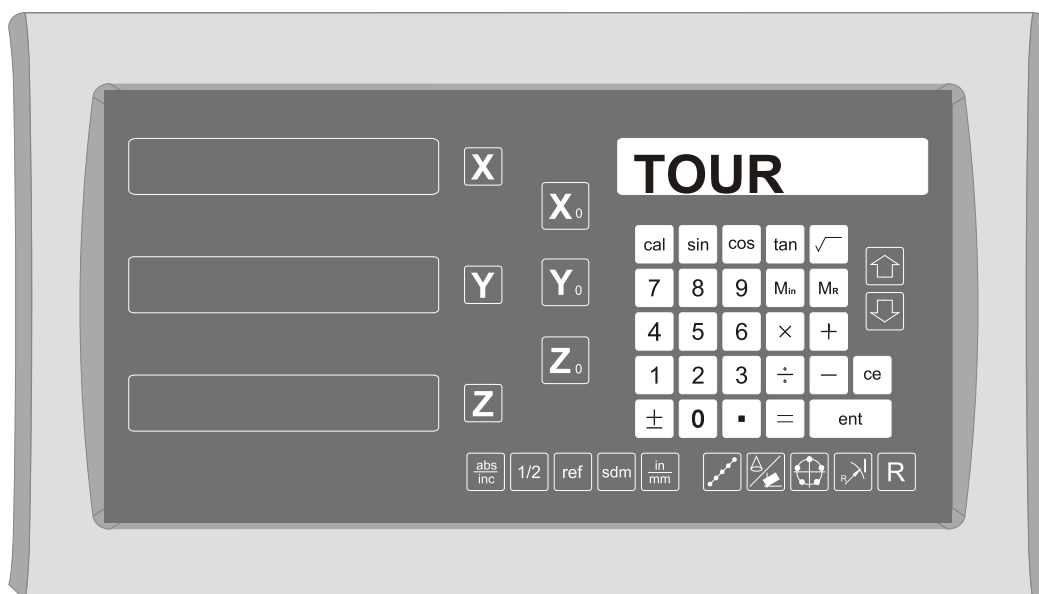 X
TOUR
X0
cal sin cos tan √
Y
Y0
7 8 9 Min MR
4 5 6 × +
Z0
1 2 3 ÷ − ce
Z
± 0 . = ent
abs/inc 1/2 ref sdm in/mm R R